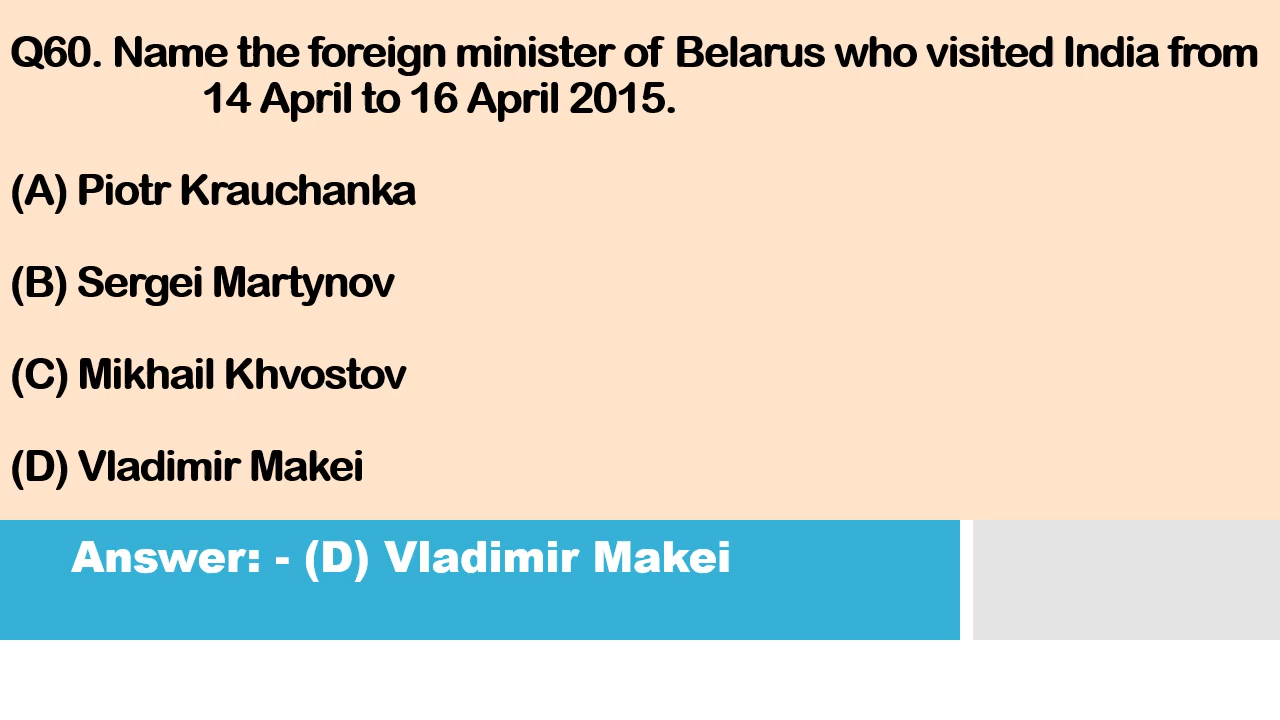 Q60. Name the foreign minister of Belarus who visited India from
14 April to 16 April 2015.
(A) Piotr Krauchanka
(B) Sergei Martynov
(C) Mikhail Khvostov
(D) Vladimir Makei
Answer: - (D) Vladimir Makei